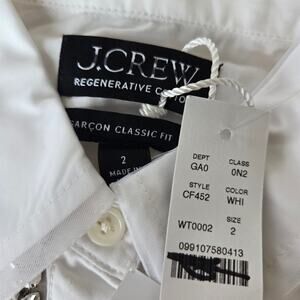 J.CREW
REGENERATIVE COTTON
GARÇON CLASSIC FIT
2
MADE IN
DEPT CLASS
GA0 0N2
STYLE COLOR
CF452 WHI
SIZE
WT0002 2
099107580413